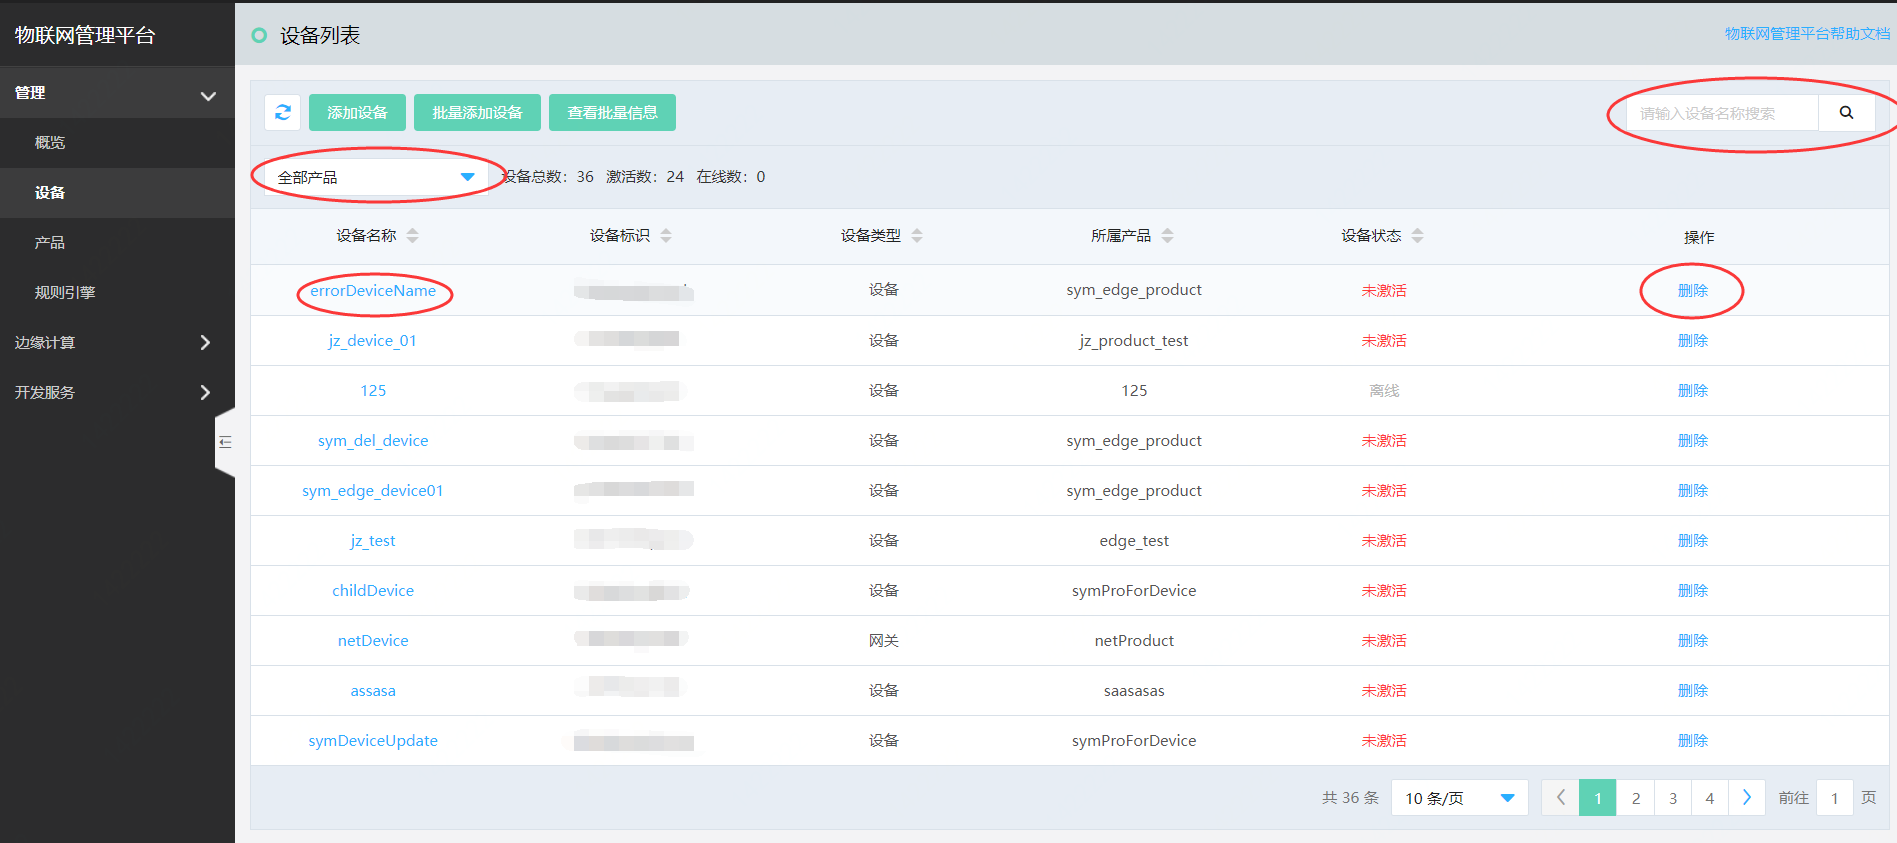 物联网管理平台
管理
概览
设备
产品
规则引擎
边缘计算
开发服务
设备列表
物联网管理平台帮助文档
添加设备 批量添加设备 查看批量信息
请输入设备名称搜索
全部产品 设备总数：36 激活数：24 在线数：0
设备名称 设备标识 设备类型 所属产品 设备状态 操作
errorDeviceName 设备 sym_edge_product 未激活 删除
jz_device_01 设备 jz_product_test 未激活 删除
125 设备 125 离线 删除
sym_del_device 设备 sym_edge_product 未激活 删除
sym_edge_device01 设备 sym_edge_product 未激活 删除
jz_test 设备 edge_test 未激活 删除
childDevice 设备 symProForDevice 未激活 删除
netDevice 网关 netProduct 未激活 删除
assasa 设备 saasasas 未激活 删除
symDeviceUpdate 设备 symProForDevice 未激活 删除
共 36 条 10 条/页 1 2 3 4 前往 1 页